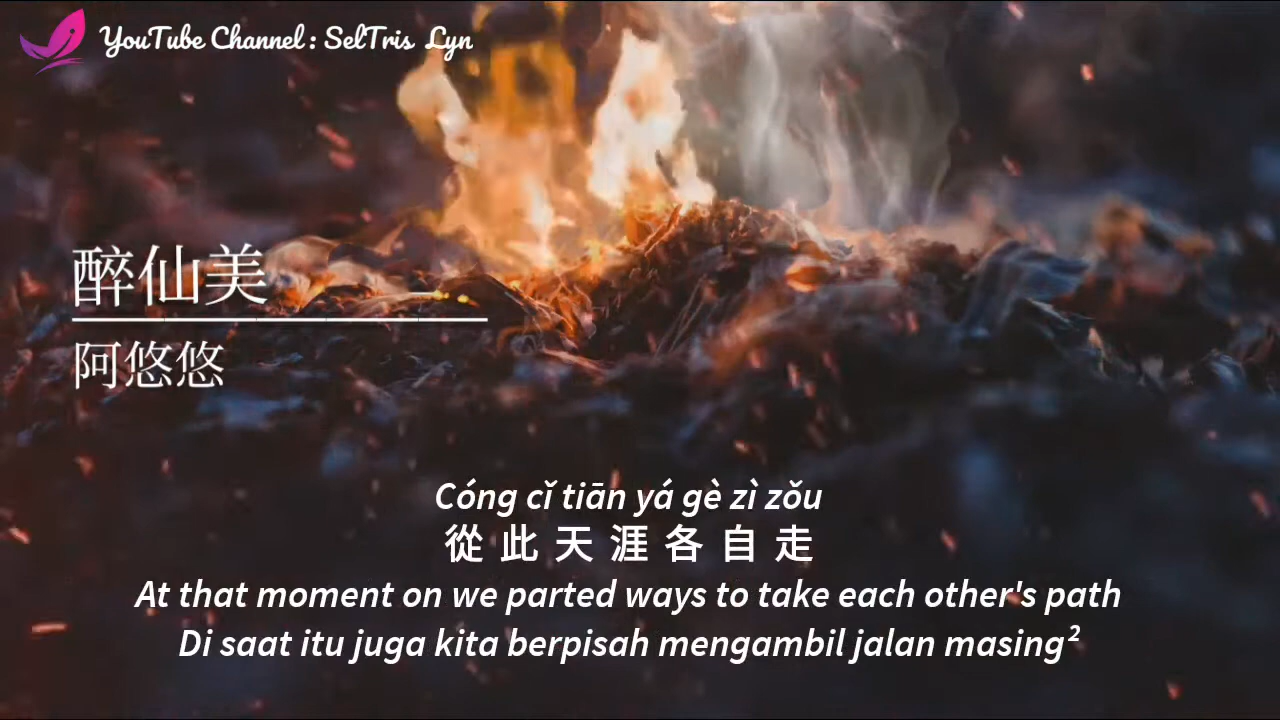 YouTube Channel : SelTris Lyn
醉仙美
阿悠悠
Cóng cǐ tiān yá gè zì zǒu
從此天涯各自走
At that moment on we parted ways to take each other's path
Di saat itu juga kita berpisah mengambil jalan masing²